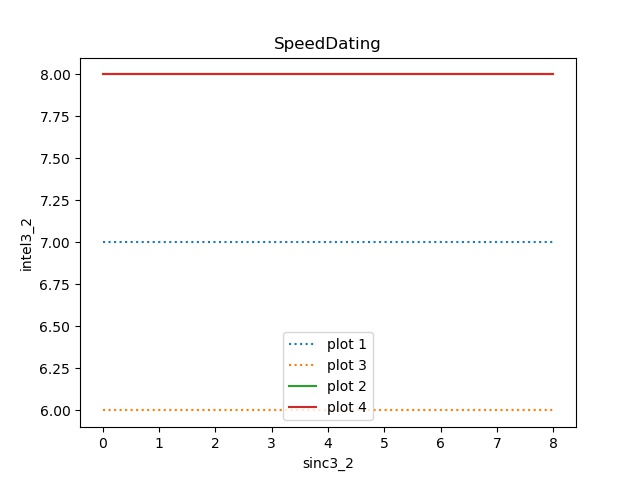 SpeedDating
8.00
7.75
7.50
7.25
7.00
6.75
6.50
6.25
6.00
intel3_2
plot 1
plot 3
plot 2
plot 4
0 1 2 3 4 5 6 7 8
sinc3_2